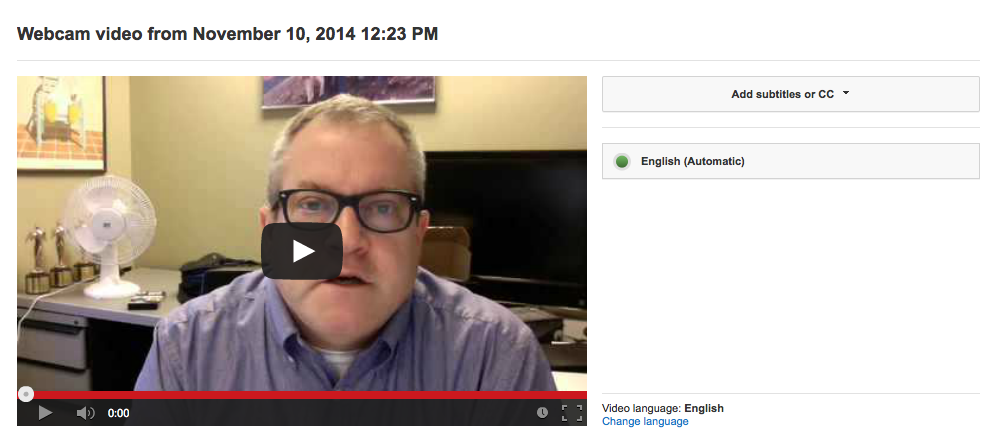 Webcam video from November 10, 2014 12:23 PM
Add subtitles or CC
English (Automatic)
0:00
Video language: English
Change language